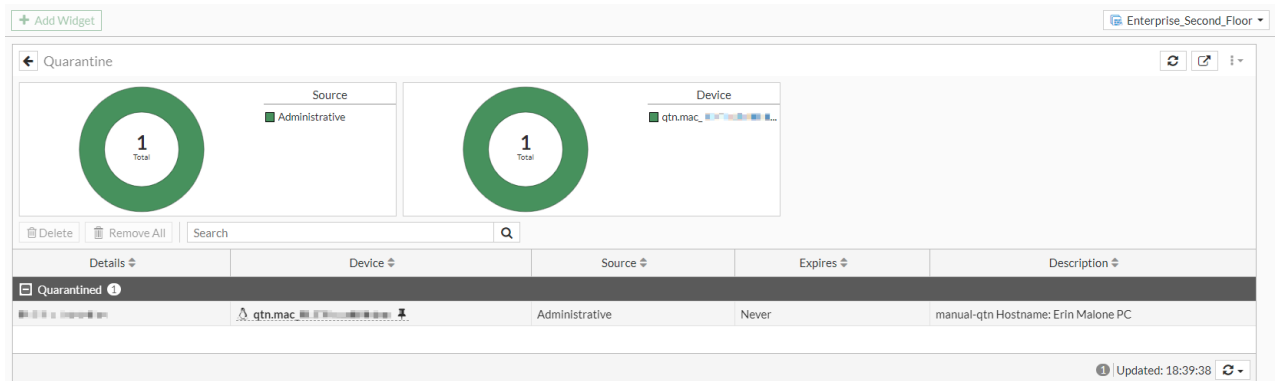 Add Widget
Enterprise_Second_Floor
Quarantine
1
Total
Source
Administrative
1
Total
Device
qtn.mac_
Delete
Remove All
Search
Details Device Source Expires Description
Quarantined 1
qtn.mac_ Administrative Never manual-qtn Hostname: Erin Malone PC
1 Updated: 18:39:38